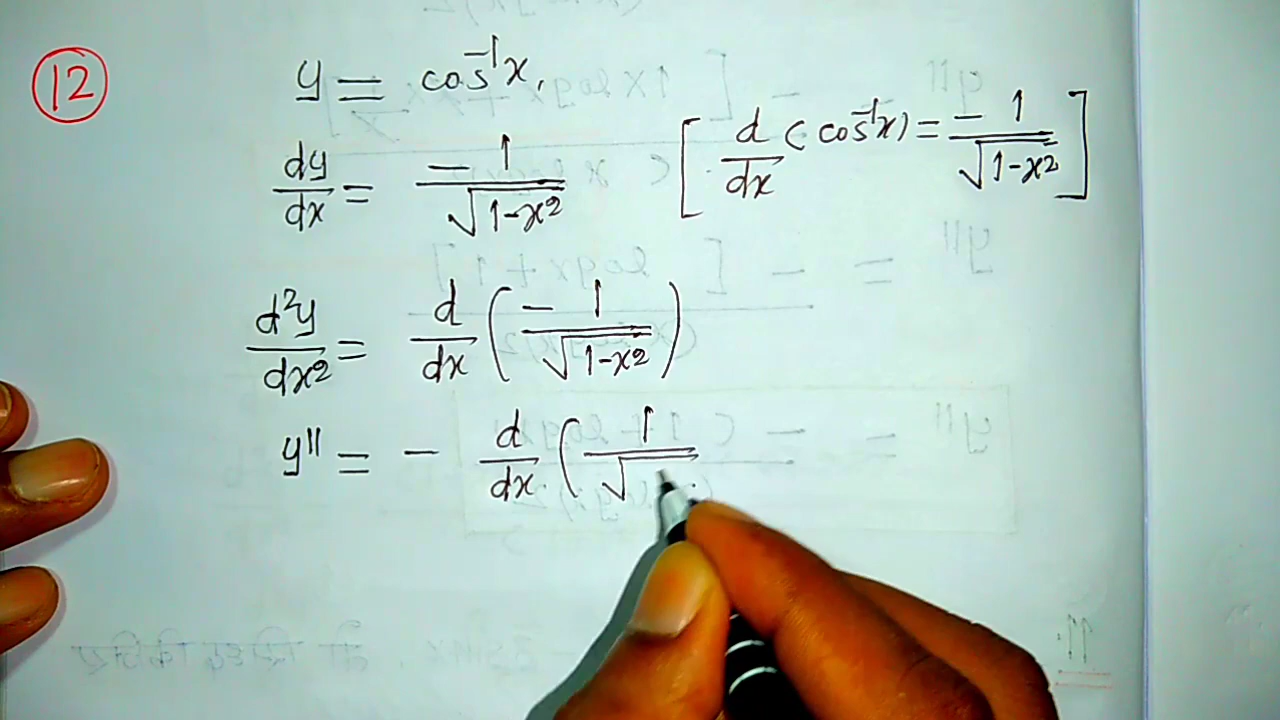 12
y = cos⁻¹x,
dy/dx = -1/√(1-x²) [d/dx (cos⁻¹x) = -1/√(1-x²)]
d²y/dx² = d/dx (-1/√(1-x²))
y'' = - d/dx (1/√